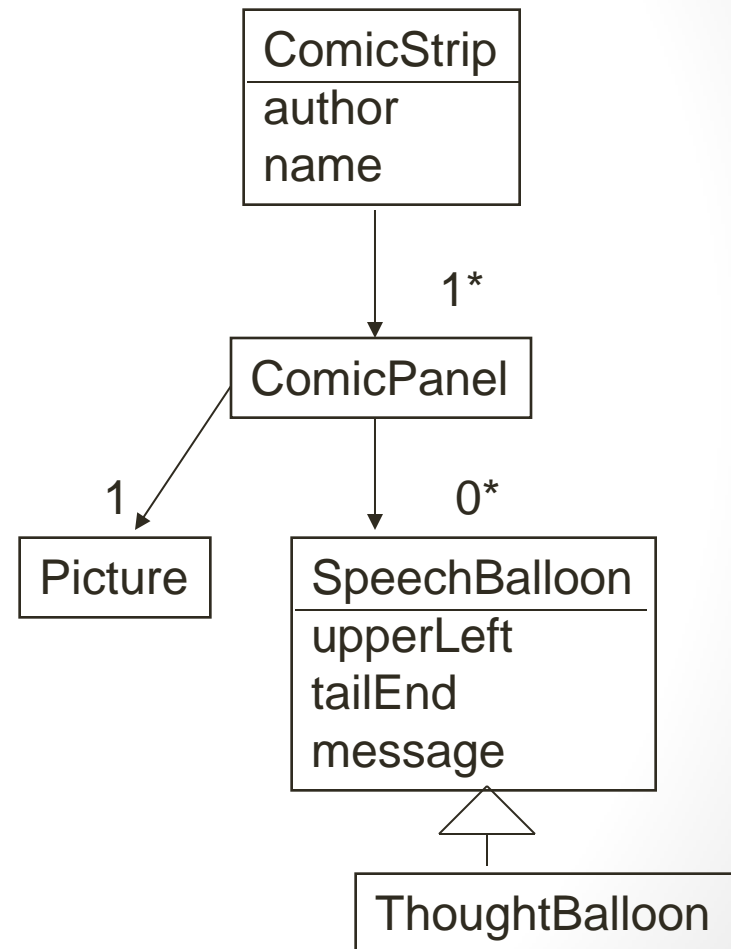 ComicStrip
author
name
1*
ComicPanel
1
0*
Picture
SpeechBalloon
upperLeft
tailEnd
message
ThoughtBalloon